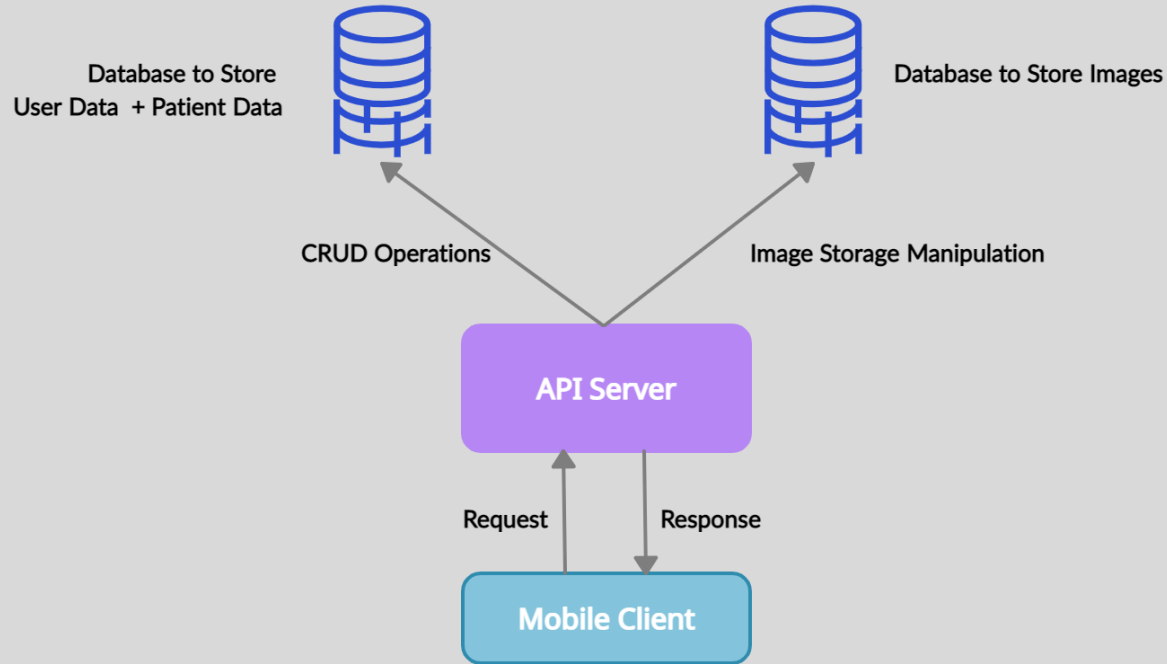 Database to Store
User Data + Patient Data
Database to Store Images
CRUD Operations
Image Storage Manipulation
API Server
Request
Response
Mobile Client